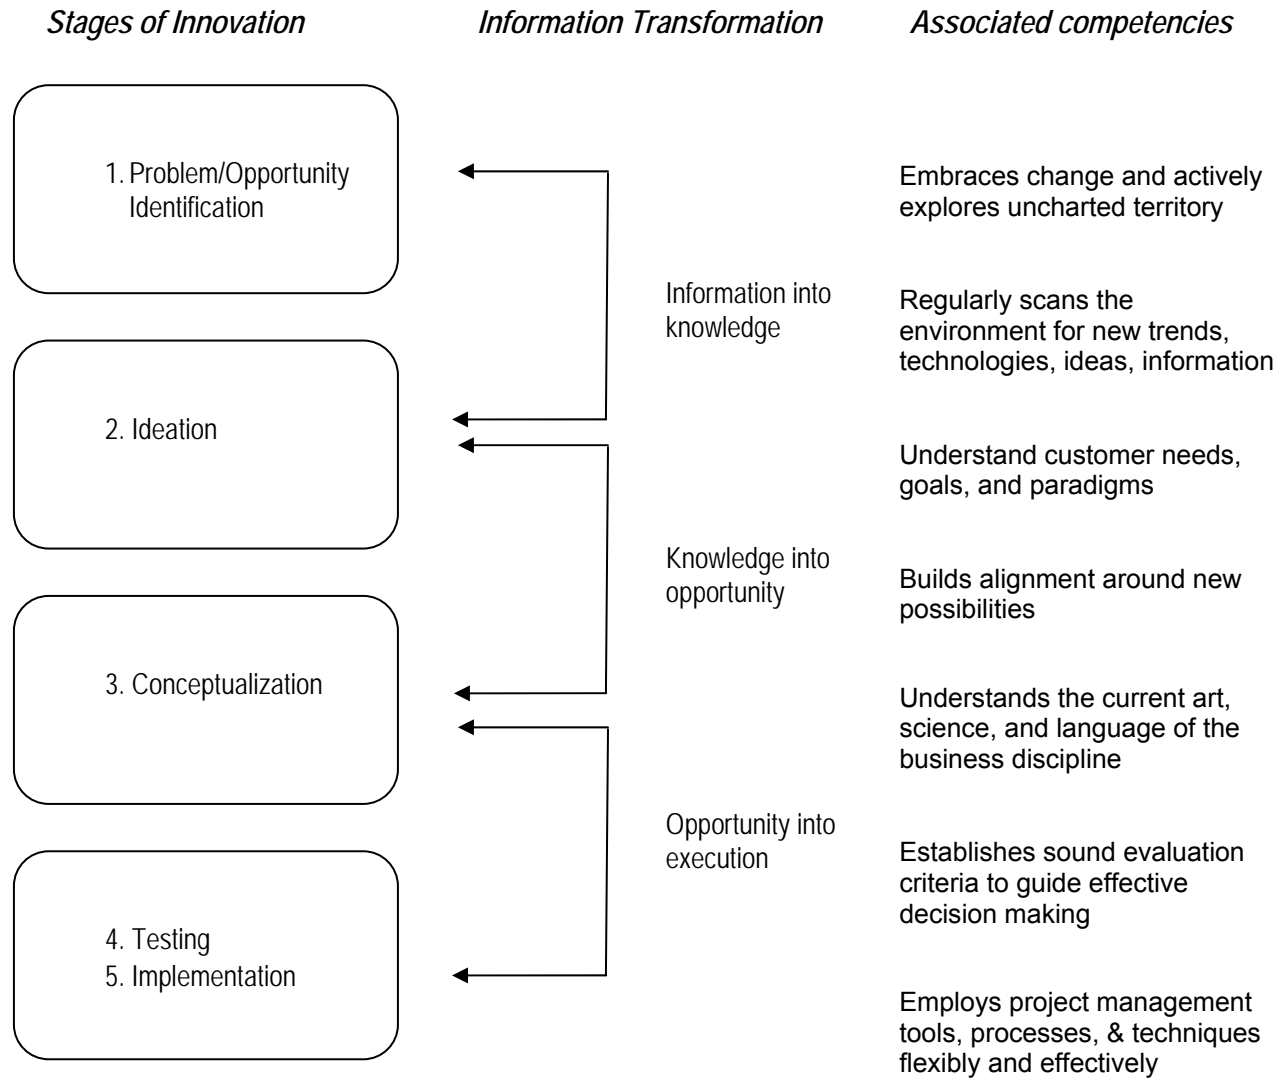 Stages of Innovation
Information Transformation
Associated competencies
1. Problem/Opportunity
Identification
2. Ideation
3. Conceptualization
4. Testing
5. Implementation
Information into
knowledge
Knowledge into
opportunity
Opportunity into
execution
Embraces change and actively
explores uncharted territory
Regularly scans the
environment for new trends,
technologies, ideas, information
Understand customer needs,
goals, and paradigms
Builds alignment around new
possibilities
Understands the current art,
science, and language of the
business discipline
Establishes sound evaluation
criteria to guide effective
decision making
Employs project management
tools, processes, & techniques
flexibly and effectively